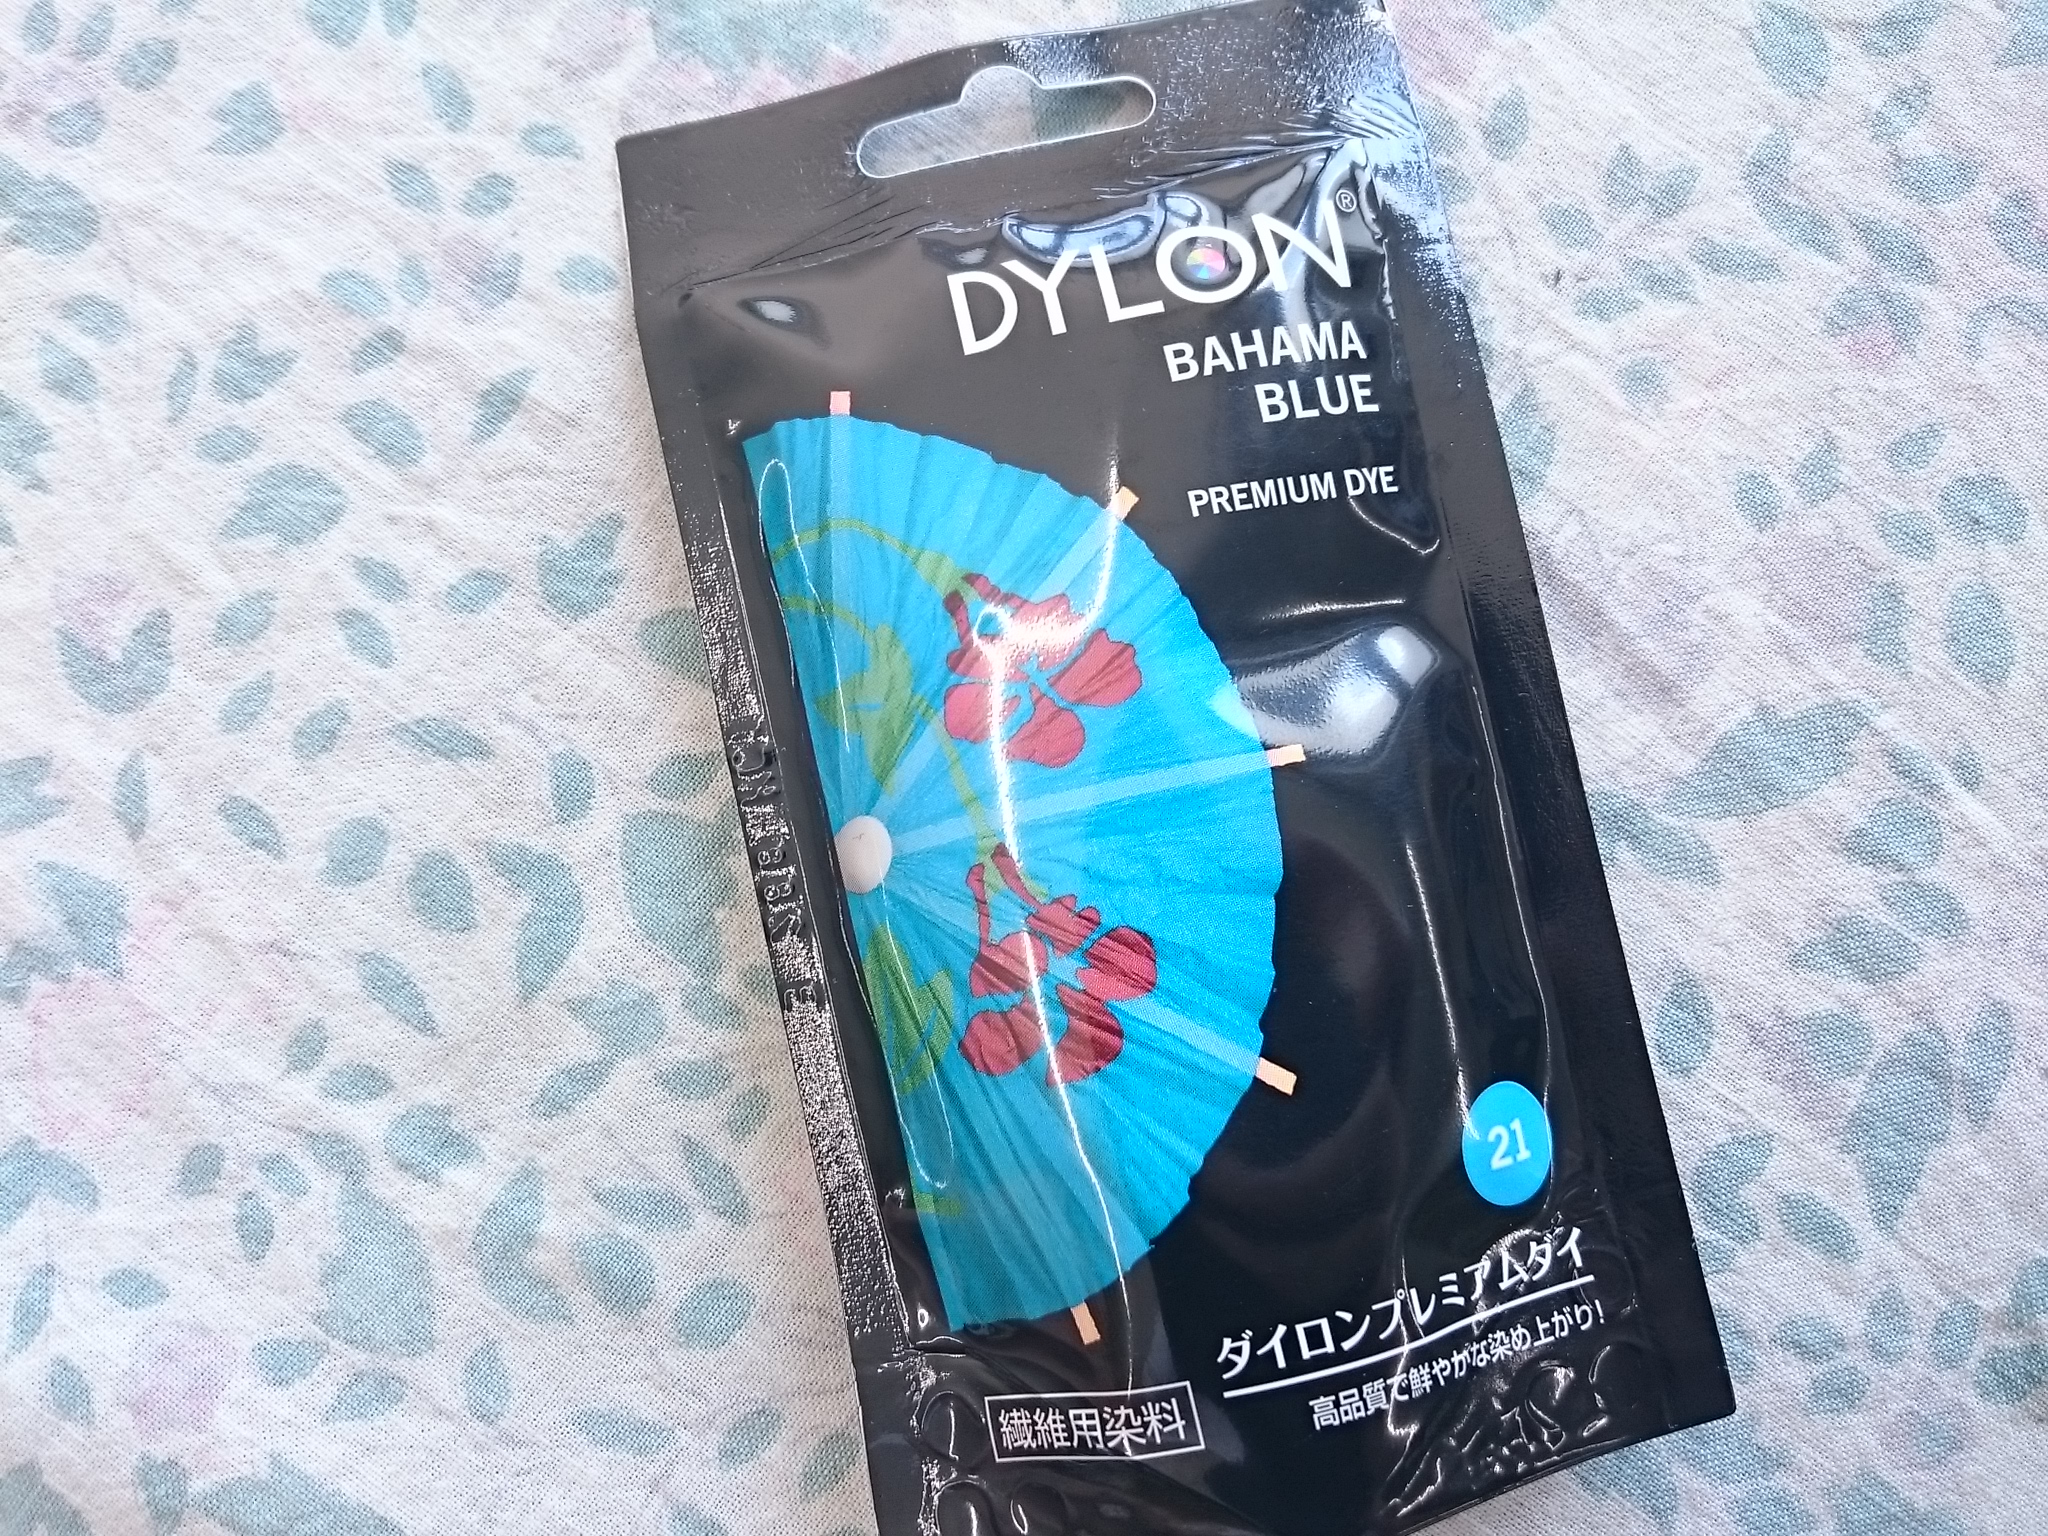 DYLON®
BAHAMA
BLUE
PREMIUM DYE
21
ダイロンプレミアムダイ
高品質で鮮やかな染め上がり!
繊維用染料